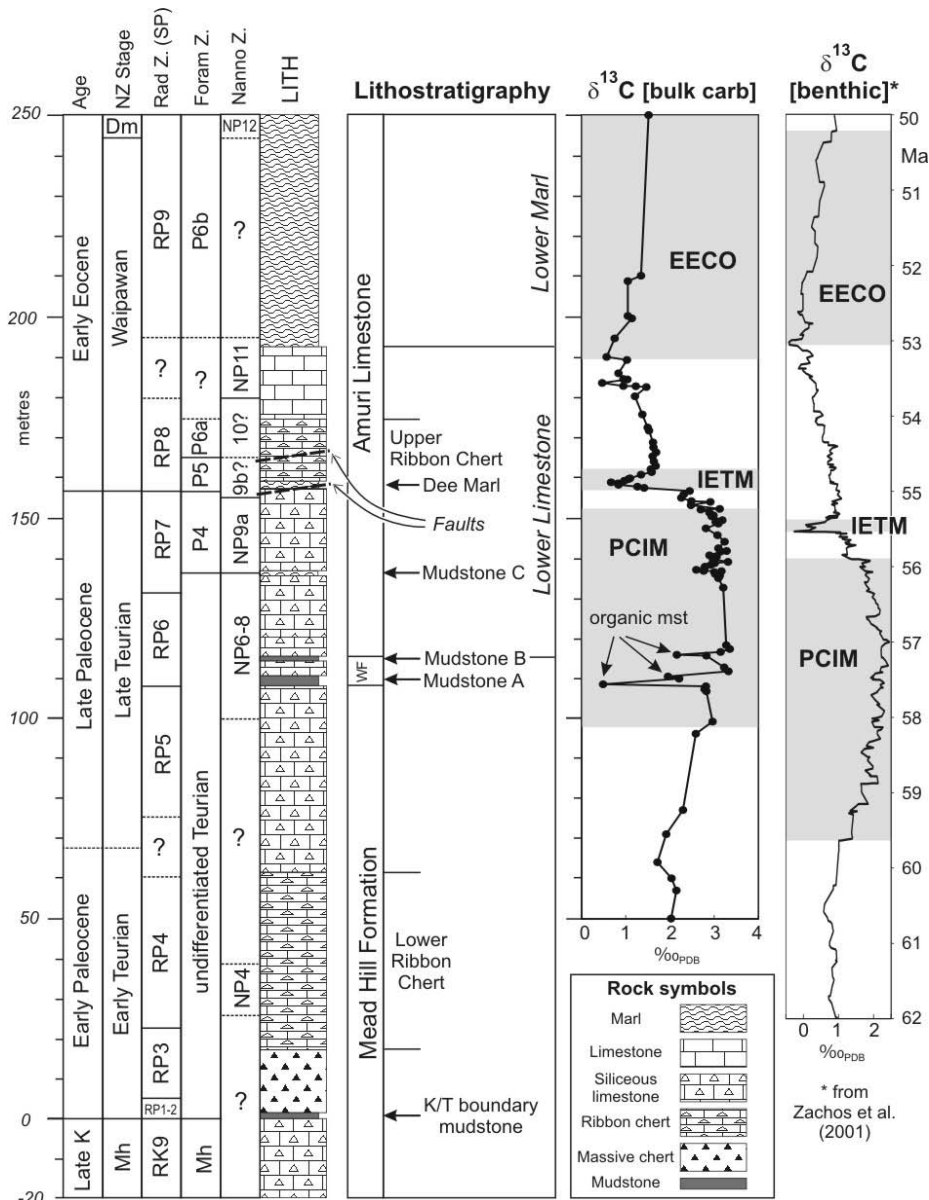 Age
NZ Stage
Rad Z. (SP)
Foram Z.
Nanno Z.
LITH
Lithostratigraphy
δ13C [bulk carb]
δ13C
[benthic]*
metres
250
200
150
100
50
0
-20
Early Eocene
Late Paleocene
Early Paleocene
Late K
Dm
Waipawan
Late Teurian
Early Teurian
Mh
RP9
?
RP8
RP7
RP6
RP5
?
RP4
RP3
RP1-2
RK9
P6b
?
P6a
P5
P4
undifferentiated Teurian
Mh
NP12
?
NP11
10?
9b?
NP9a
NP6-8
?
NP4
?
Amuri Limestone
WF
Mead Hill Formation
Lower Marl
Lower Limestone
Upper
Ribbon Chert
Dee Marl
Faults
Mudstone C
Mudstone B
Mudstone A
Lower
Ribbon
Chert
K/T boundary
mudstone
EECO
IETM
PCIM
organic mst
0 1 2 3 4
‰PDB
50
Ma
51
52
53
54
55
56
57
58
59
60
61
62
EECO
IETM
PCIM
0 1 2
‰PDB
* from
Zachos et al.
(2001)
Rock symbols
Marl
Limestone
Siliceous
limestone
Ribbon chert
Massive chert
Mudstone